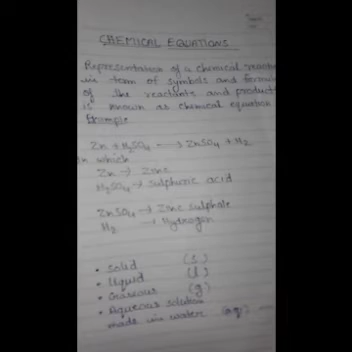 CHEMICAL EQUATIONS
Representation of a chemical
in term of symbols and
of the reactants and product
is known as chemical equation
Example
Zn + H2SO4 → ZnSO4 + H2
In which
Zn → Zinc
H2SO4 → sulphuric acid
ZnSO4 → Zinc sulphate
H2 → Hydrogen
• Solid (s)
• Liquid (l)
• Gaseous (g)
• Aqueous solution
made in water (aq)